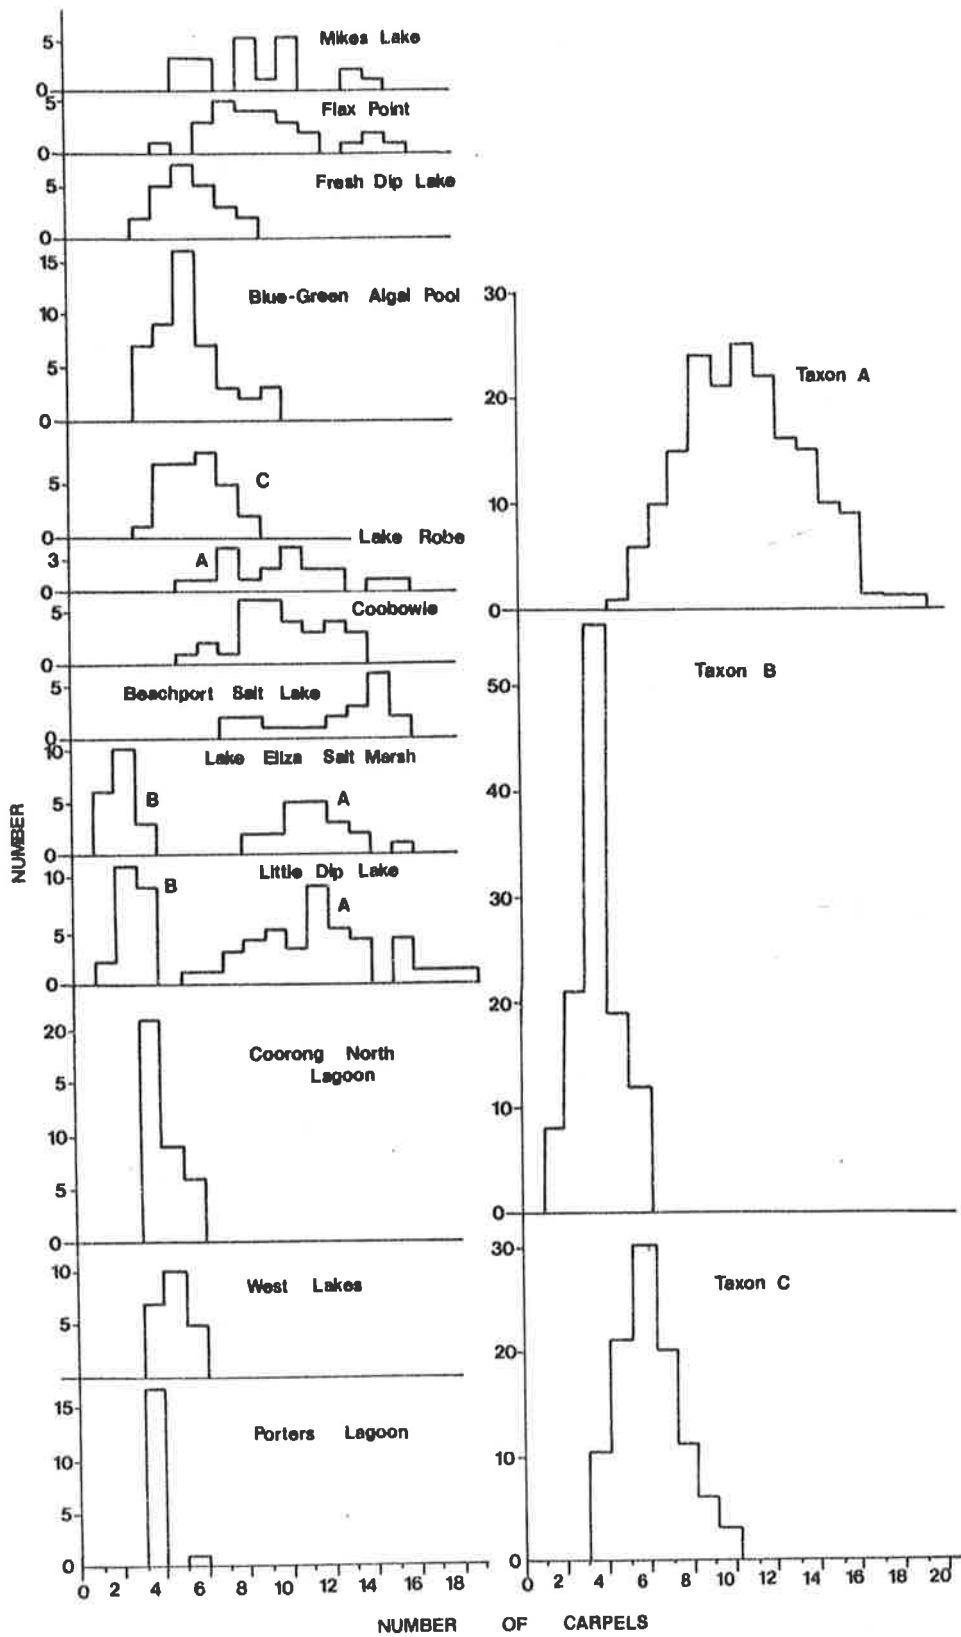 5
Mikes Lake
0
5
Flax Point
0
5
Fresh Dip Lake
0
15
Blue-Green Algal Pool
10
5
0
5
C
0
Lake Robe
3
A
0
5
Coobowie
0
5
Beachport Salt Lake
0
10
Lake Eliza Salt Marsh
5
B
A
0
10
Little Dip Lake
B
A
5
0
20
Coorong North
Lagoon
5
10
5
0
10
West Lakes
5
15
Porters Lagoon
10
5
0
0 2 4 6 8 10 12 14 16 18
NUMBER
30
Taxon A
20
10
0
Taxon B
50
40
30
20
10
0
30
Taxon C
20
10
0
0 2 4 6 8 10 12 14 16 18 20
NUMBER OF CARPELS